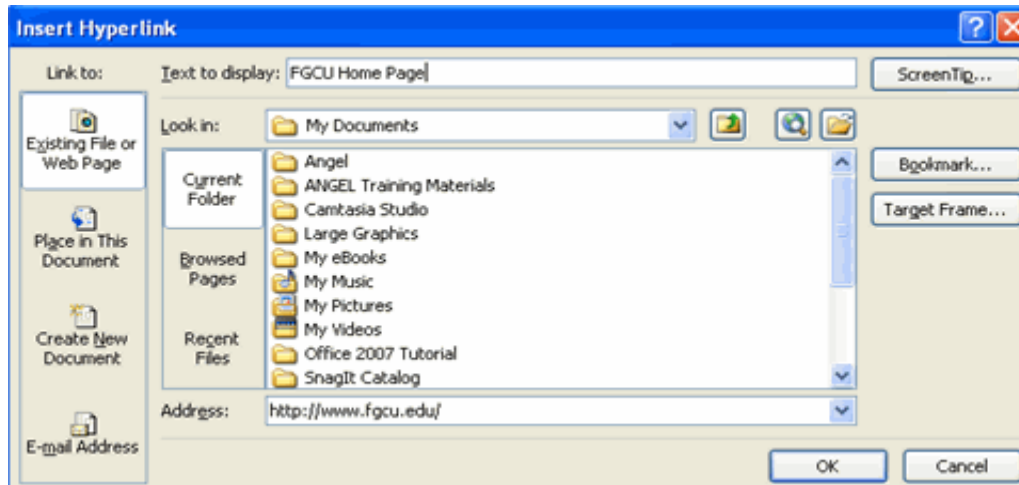 Insert Hyperlink
Link to:
Text to display: FGCU Home Page
ScreenTip...
Existing File or
Web Page
Look in: My Documents
Current
Folder
Angel
ANGEL Training Materials
Camtasia Studio
Large Graphics
My eBooks
My Music
My Pictures
My Videos
Office 2007 Tutorial
SnagIt Catalog
Bookmark...
Target Frame...
Place in This
Document
Browsed
Pages
Create New
Document
Recent
Files
E-mail Address
Address: http://www.fgcu.edu/
OK
Cancel